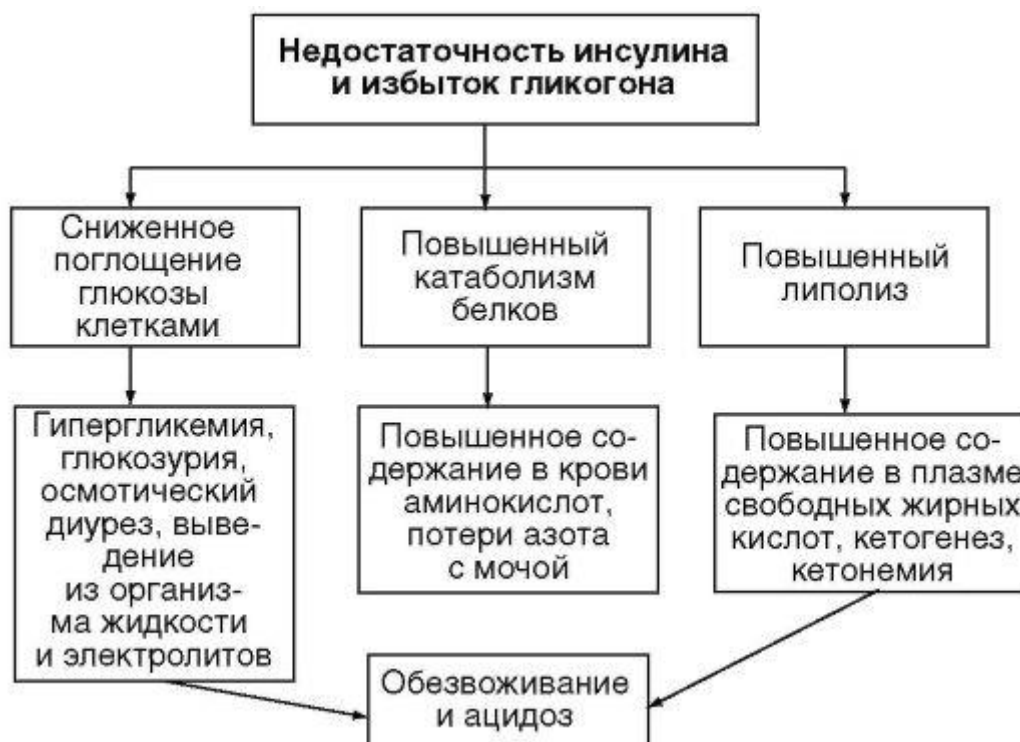 Недостаточность инсулина
и избыток гликогона
Сниженное
поглощение
глюкозы
клетками
Повышенный
катаболизм
белков
Повышенный
липолиз
Гипергликемия,
глюкозурия,
осмотический
диурез, выве-
дение
из организ-
ма жидкости
и электролитов
Повышенное со-
держание в крови
аминокислот,
потери азота
с мочой
Повышенное со-
держание в плазме
свободных жирных
кислот, кетогенез,
кетонемия
Обезвоживание
и ацидоз